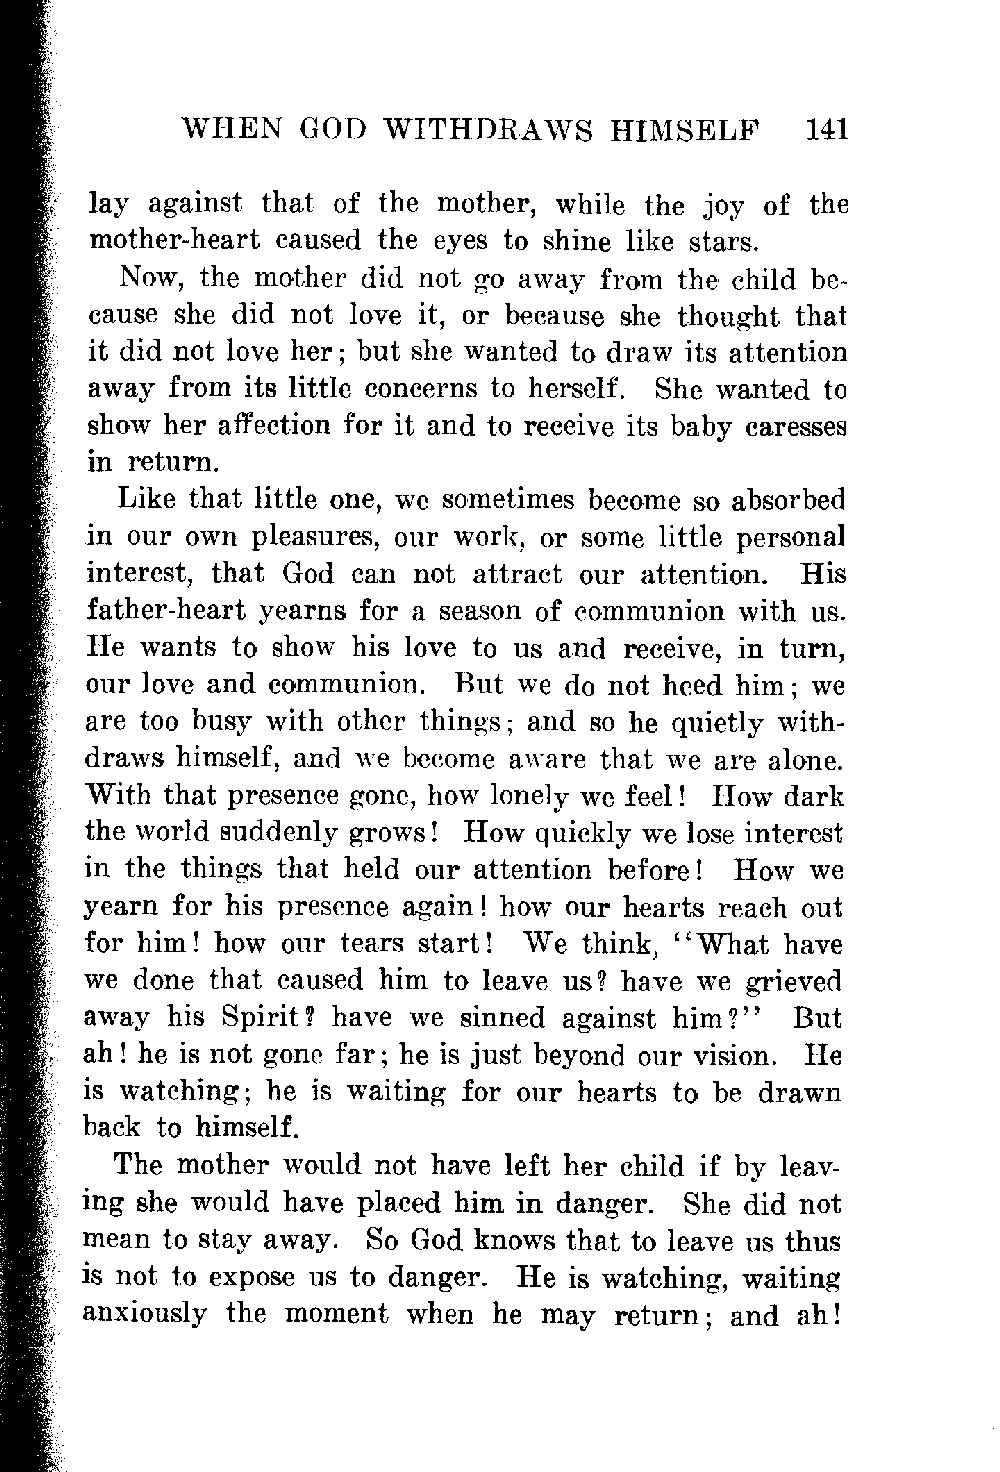 WHEN GOD WITHDRAWS HIMSELF 141
lay against that of the mother, while the joy of the
mother-heart caused the eyes to shine like stars.
Now, the mother did not go away from the child be-
cause she did not love it, or because she thought that
it did not love her; but she wanted to draw its attention
away from its little concerns to herself. She wanted to
show her affection for it and to receive its baby caresses
in return.
Like that little one, we sometimes become so absorbed
in our own pleasures, our work, or some little personal
interest, that God can not attract our attention. His
father-heart yearns for a season of communion with us.
He wants to show his love to us and receive, in turn,
our love and communion. But we do not heed him; we
are too busy with other things; and so he quietly with-
draws himself, and we become aware that we are alone.
With that presence gone, how lonely we feel! How dark
the world suddenly grows! How quickly we lose interest
in the things that held our attention before! How we
yearn for his presence again! how our hearts reach out
for him! how our tears start! We think, "What have
we done that caused him to leave us? have we grieved
away his Spirit? have we sinned against him?" But
ah! he is not gone far; he is just beyond our vision. He
is watching; he is waiting for our hearts to be drawn
back to himself.
The mother would not have left her child if by leav-
ing she would have placed him in danger. She did not
mean to stay away. So God knows that to leave us thus
is not to expose us to danger. He is watching, waiting
anxiously the moment when he may return; and ah!